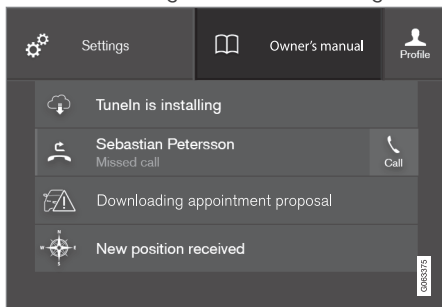 Settings
Owner's manual
Profile
TuneIn is installing
Sebastian Petersson
Missed call
Call
Downloading appointment proposal
N
W
E
S
New position received
G063375